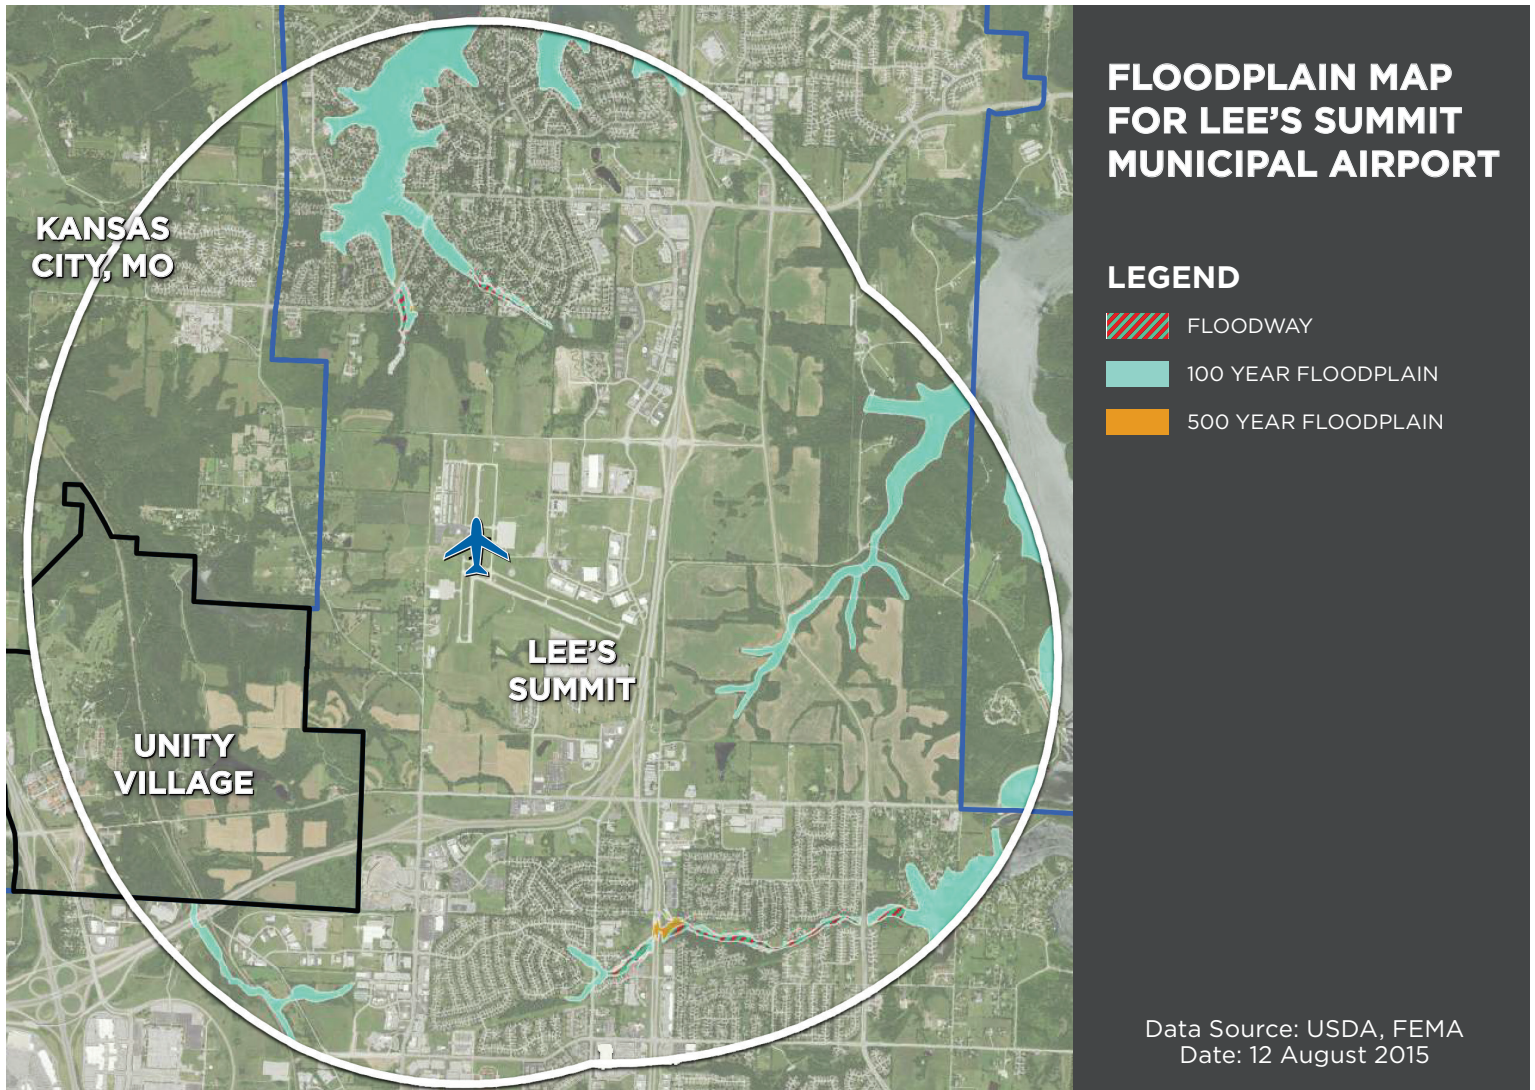 FLOODPLAIN MAP
FOR LEE'S SUMMIT
MUNICIPAL AIRPORT
LEGEND
FLOODWAY
100 YEAR FLOODPLAIN
500 YEAR FLOODPLAIN
KANSAS
CITY, MO
LEE'S
SUMMIT
UNITY
VILLAGE
Data Source: USDA, FEMA
Date: 12 August 2015